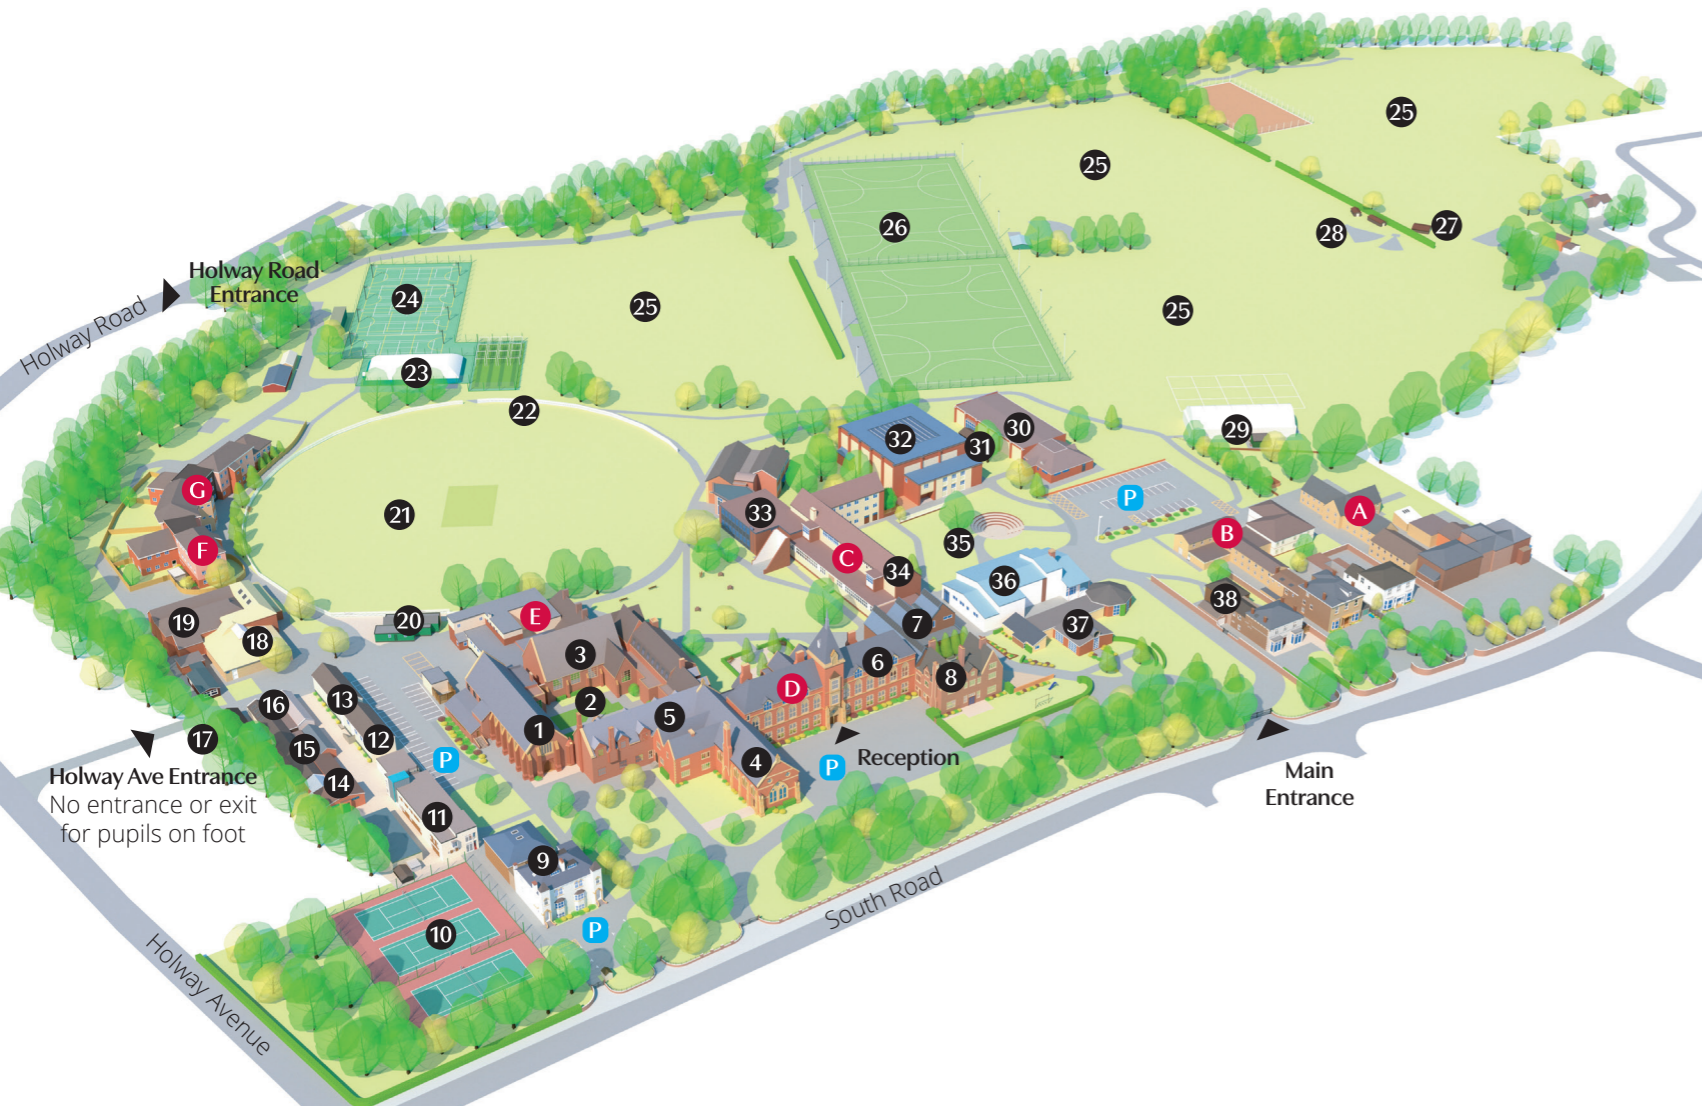 25
25
26
27
28
Holway Road
Entrance
24
Holway Road
25
25
23
22
29
30
32
31
G
P
A
21
33
B
F
35
C
34
36
38
19
20
E
7
37
18
3
6
8
D
13
16
2
5
1
12
17
15
Reception
P
4
P
Holway Ave Entrance
No entrance or exit
for pupils on foot
14
Main
Entrance
11
9
South Road
10
P
Holway Avenue